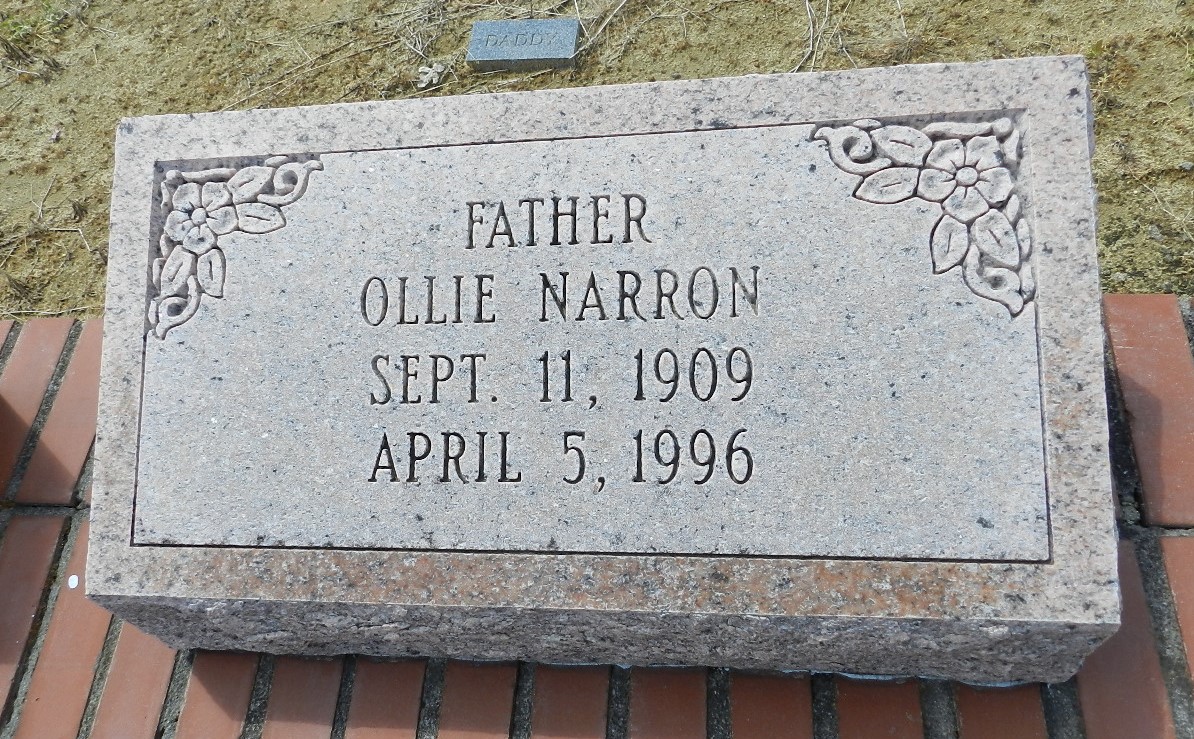 DADDY
FATHER
OLLIE NARRON
SEPT. 11, 1909
APRIL 5, 1996